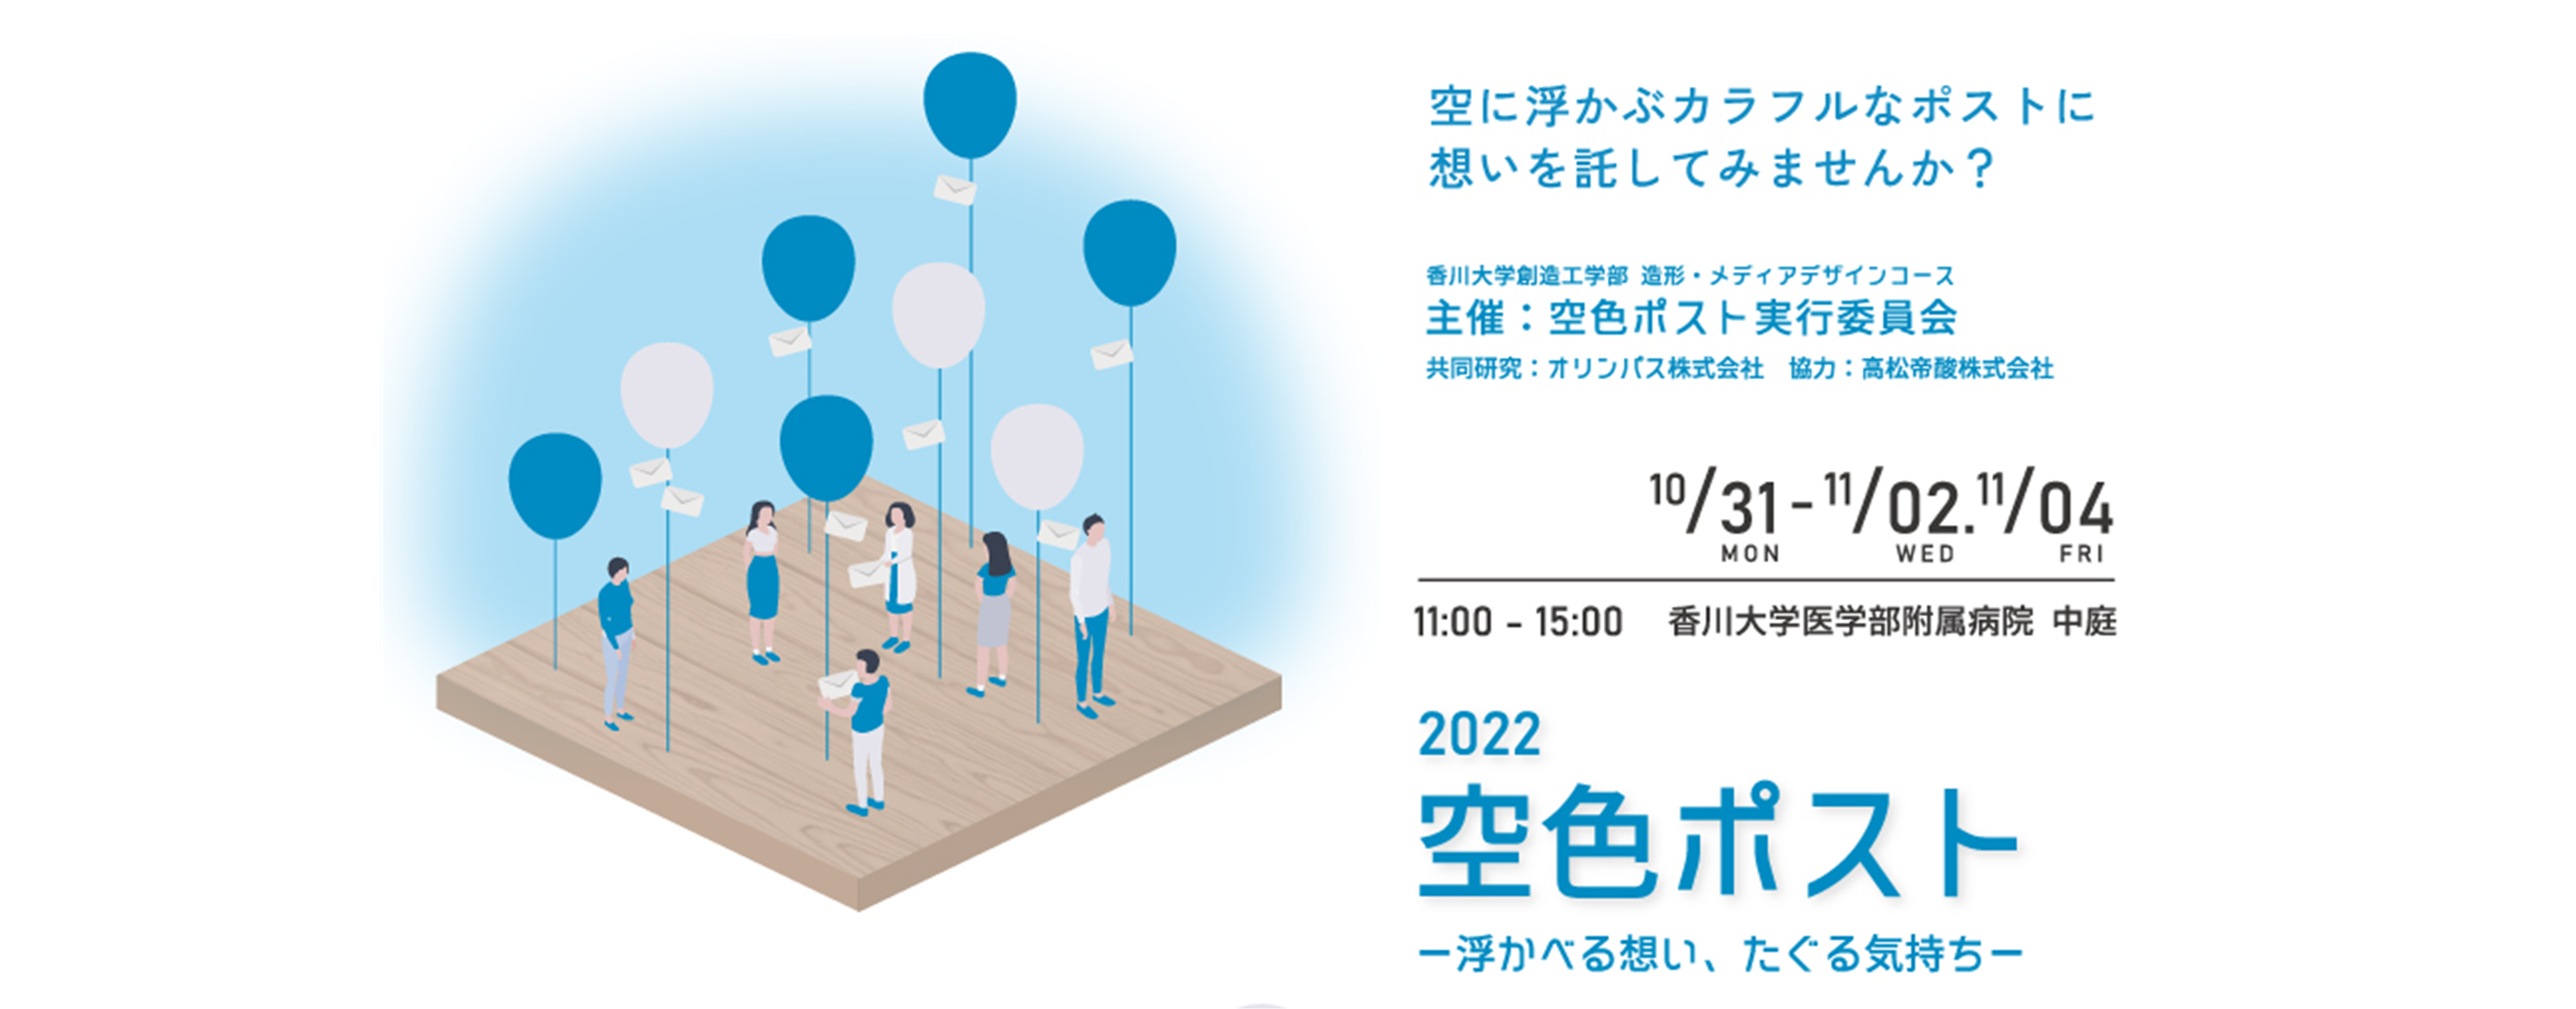 空に浮かぶカラフルなポストに
想いを託してみませんか？
香川大学創造工学部 造形・メディアデザインコース
主催：空色ポスト実行委員会
共同研究：オリンパス株式会社　協力：高松帝酸株式会社
10/31 - 11/02. 11/04
MON WED FRI
11:00 - 15:00　香川大学医学部附属病院 中庭
2022
空色ポスト
ー浮かべる想い、たぐる気持ちー